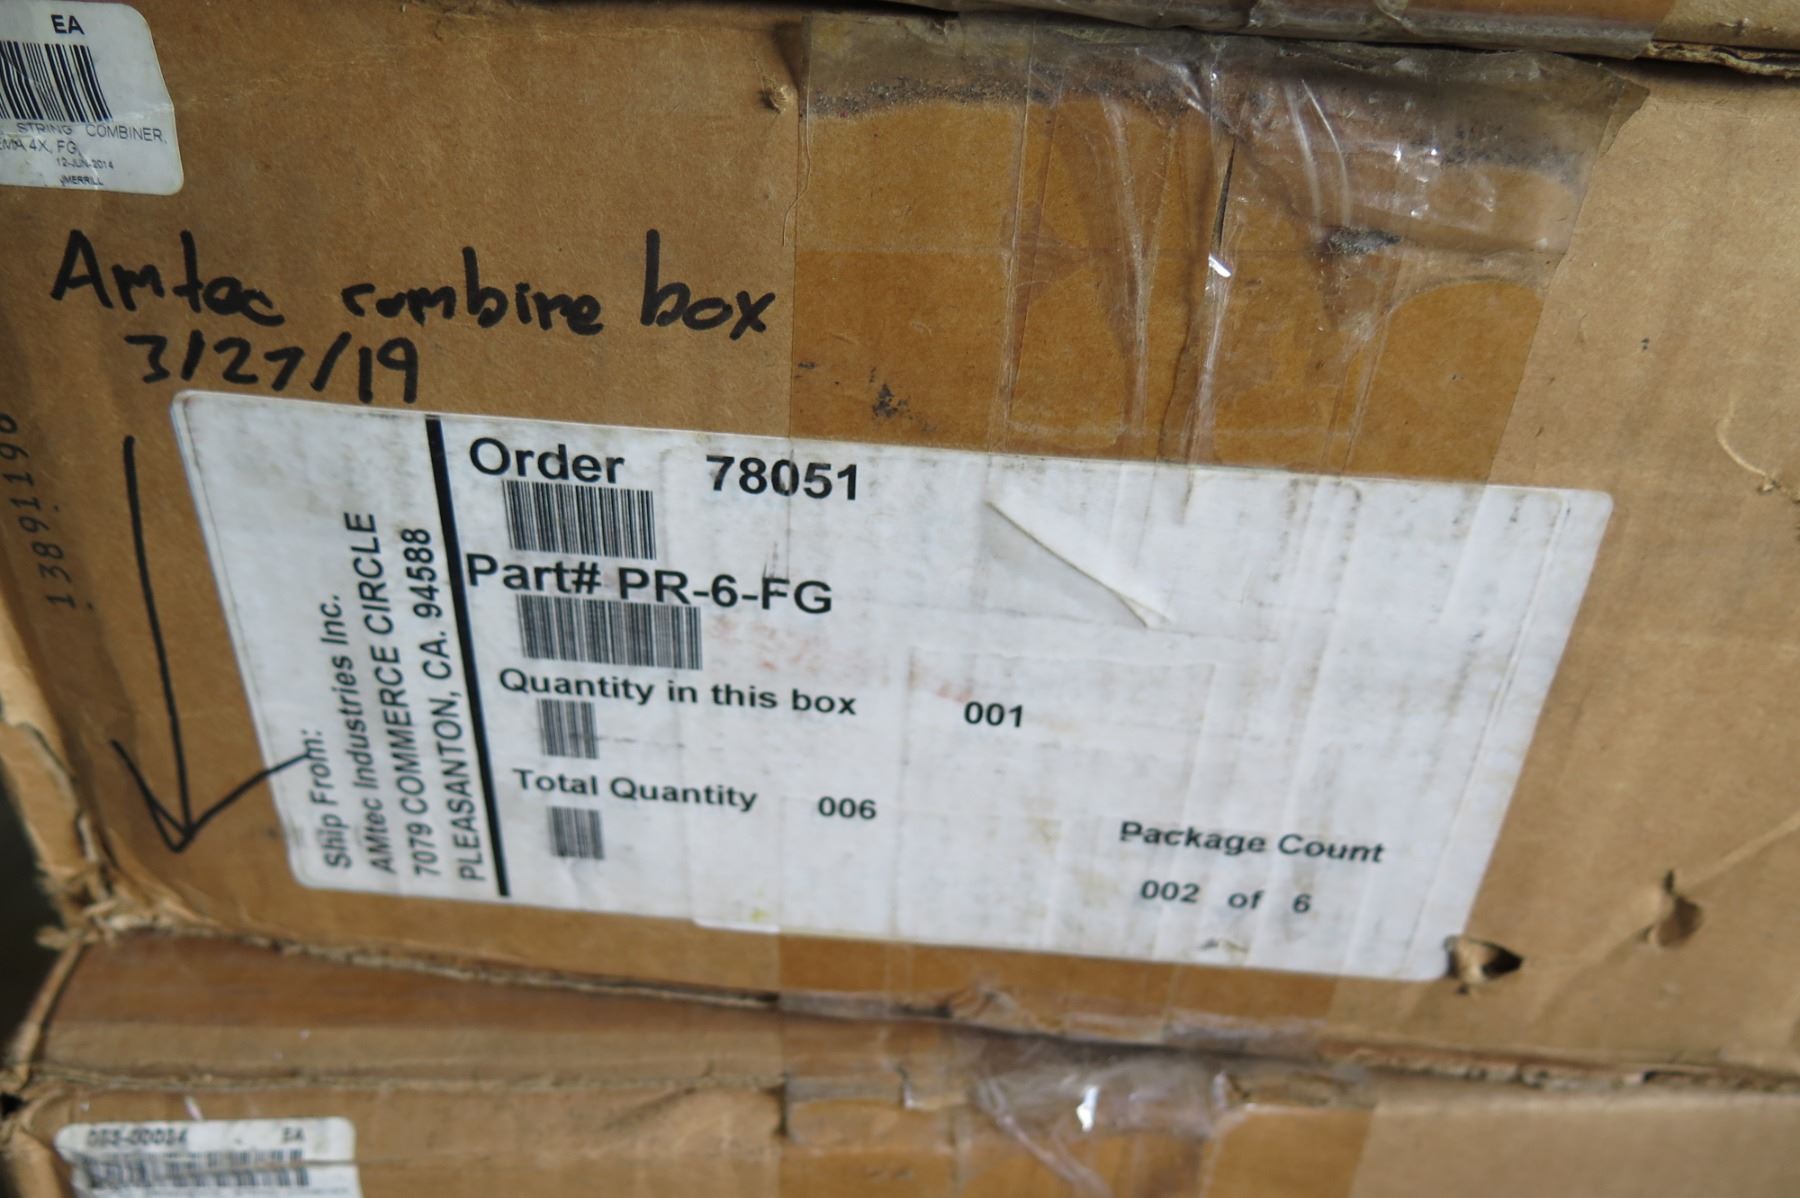 EA
STRING COMBINER,
4X, FG,
12-JUN-2014
JMERRILL
Amtec combine box
3/27/19
13891196
Ship From:
AMtec Industries Inc.
7079 COMMERCE CIRCLE
PLEASANTON, CA. 94588
Order 78051
Part# PR-6-FG
Quantity in this box 001
Total Quantity 006
Package Count
002 of 6
EA